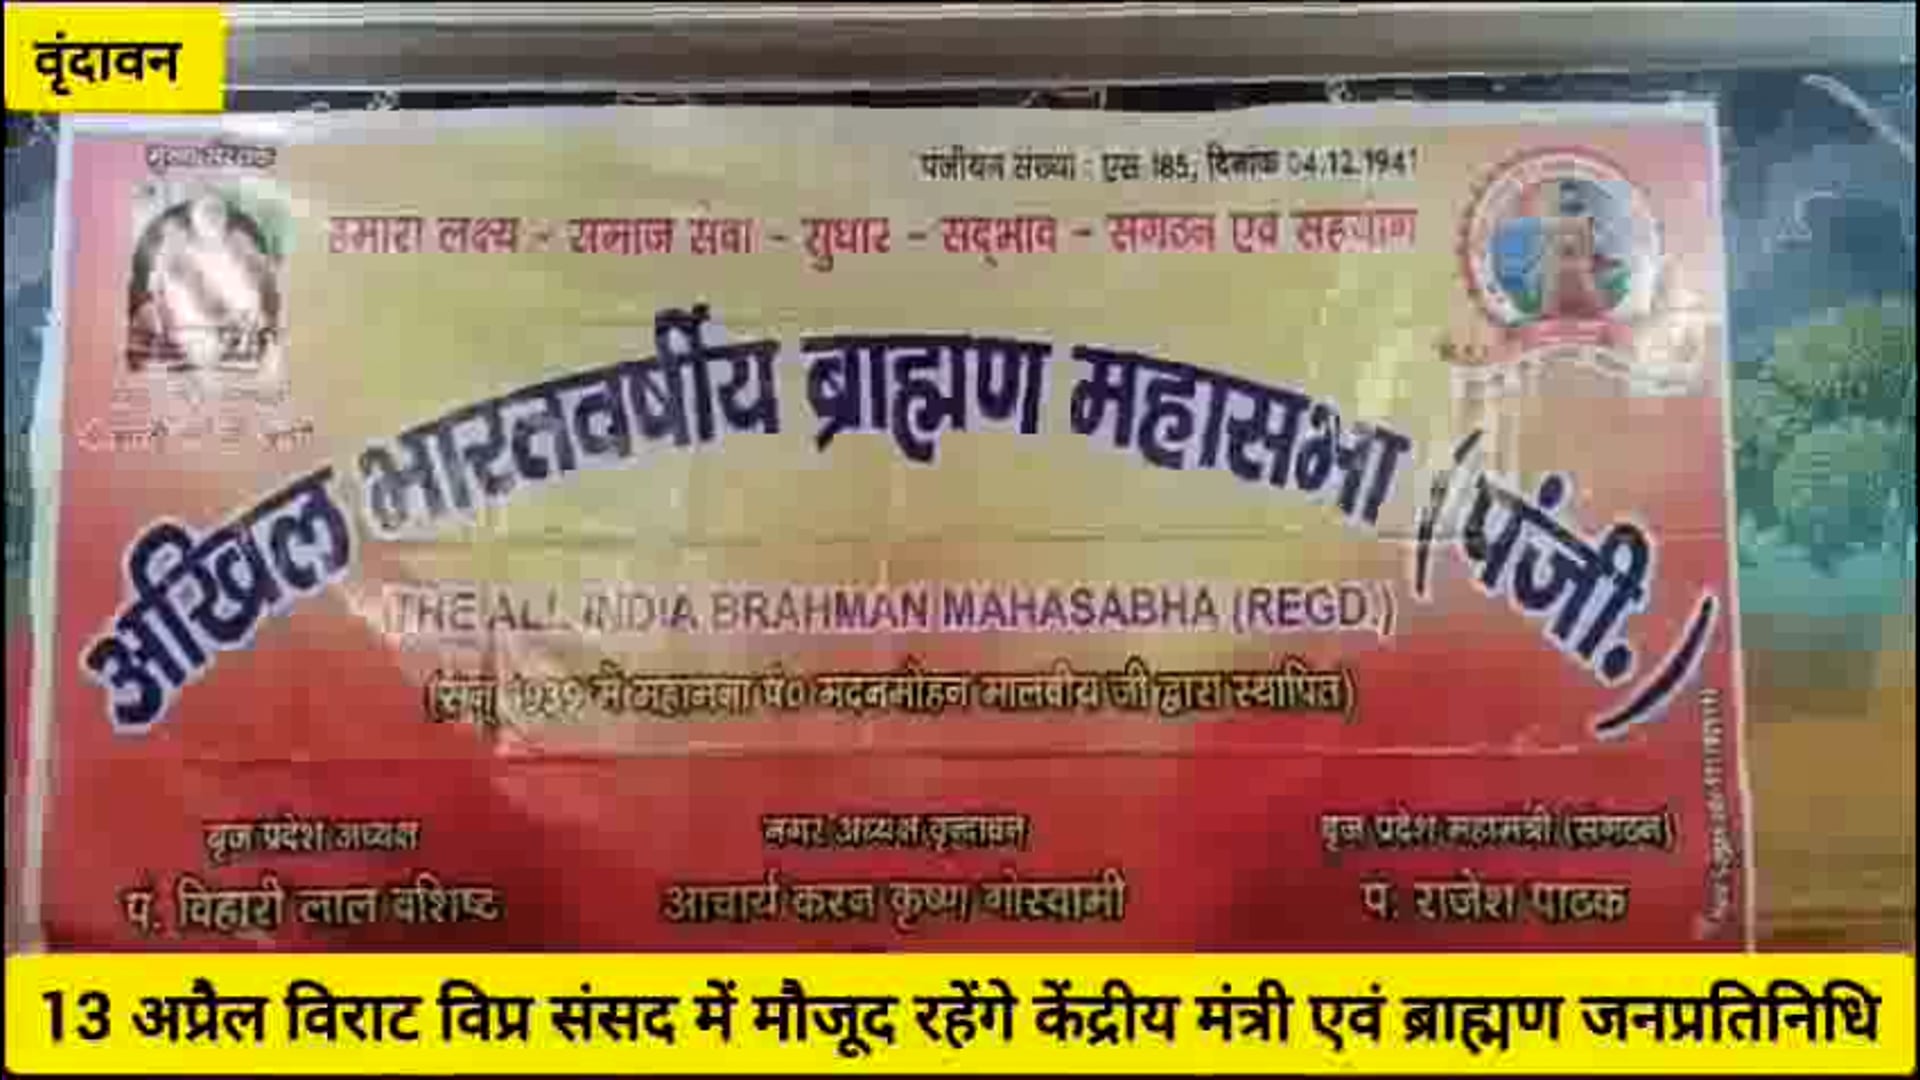 वृंदावन
पंजीयन संख्या : एस 185, दिनांक 04.12.1941
हमारा लक्ष्य - समाज सेवा - सुधार - सद्भाव - संगठन एवं सहयोग
अखिल भारतवर्षीय ब्राह्मण महासभा (पंजी.)
THE ALL INDIA BRAHMAN MAHASABHA (REGD.)
(सन् 1939 में महामना पं० मदनमोहन मालवीय जी द्वारा स्थापित)
बृज प्रदेश अध्यक्ष
पं. विहारी लाल वशिष्ट
नगर अध्यक्ष वृन्दावन
आचार्य करन कृष्ण गोस्वामी
बृज प्रदेश महामंत्री (संगठन)
पं. राजेश पाठक
13 अप्रैल विराट विप्र संसद में मौजूद रहेंगे केंद्रीय मंत्री एवं ब्राह्मण जनप्रतिनिधि